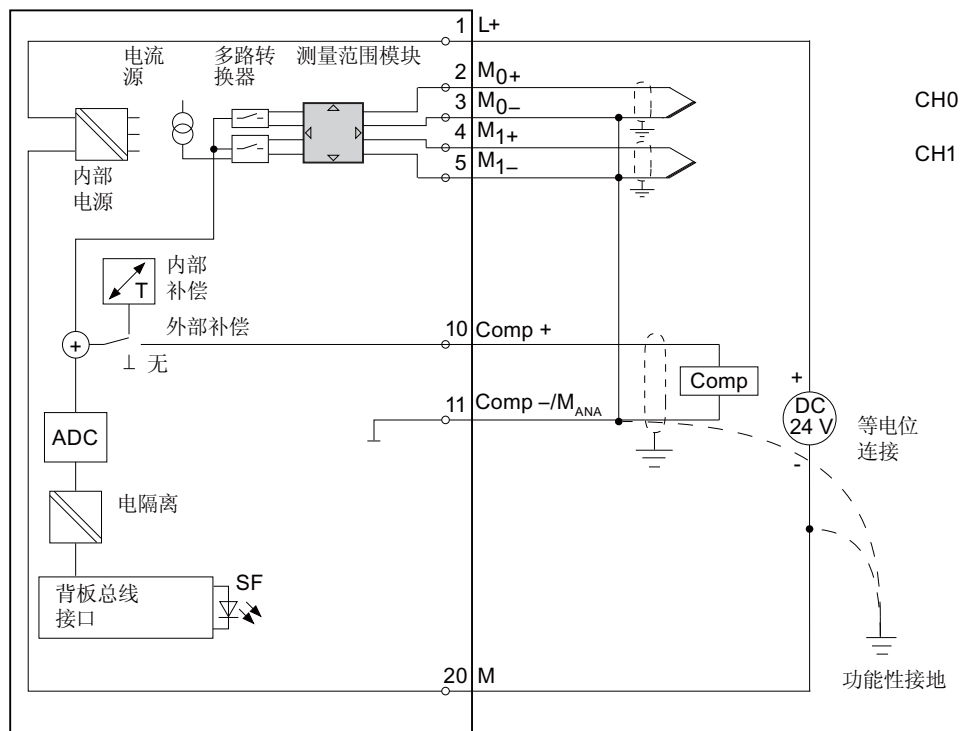 1 L+
电流
源
多路转
换器
测量范围模块
2 M0+
3 M0–
CH0
4 M1+
5 M1–
CH1
内部
电源
T
内部
补偿
外部补偿
10 Comp +
+
⊥ 无
Comp
11 Comp –/MANA
+
DC
24 V
-
等电位
连接
ADC
电隔离
背板总线
接口
SF
20 M
功能性接地